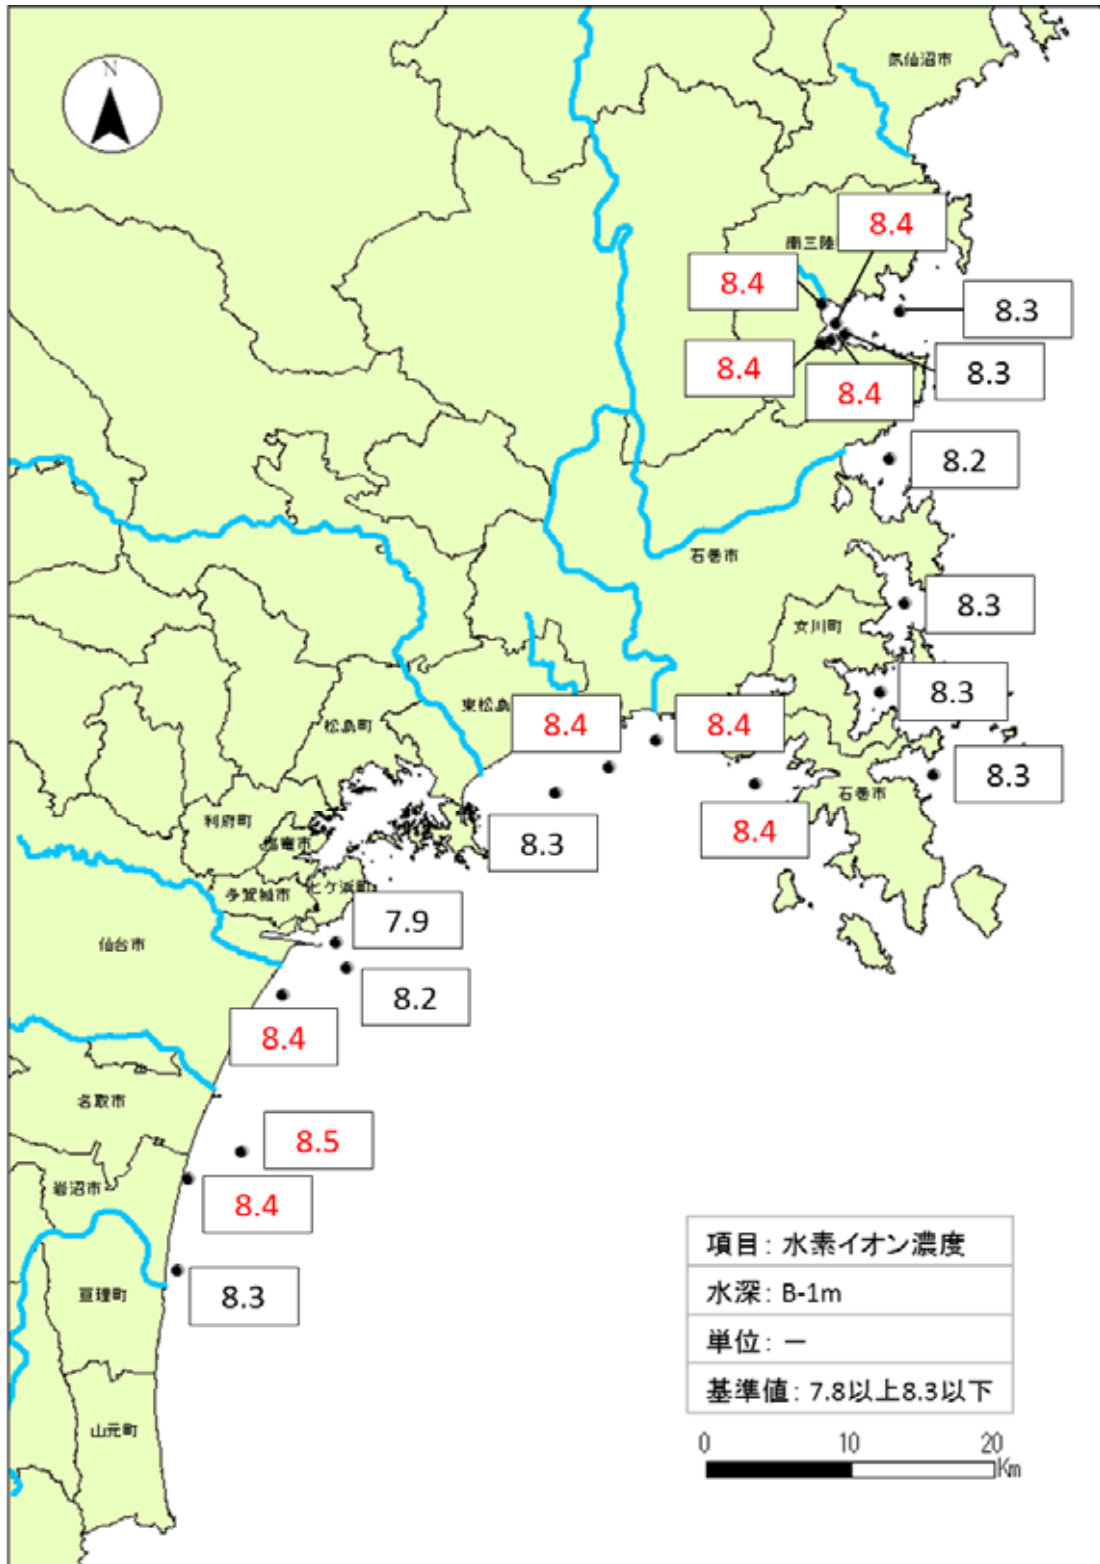 N
気仙沼市
8.4
南三陸
8.4
8.3
8.4
8.4
8.3
8.2
石巻市
8.3
女川町
8.3
東松島
8.4
8.4
松島町
8.3
石巻市
8.4
8.3
利府町
塩竈市
多賀城市
七ケ浜町
7.9
仙台市
8.2
8.4
名取市
8.5
岩沼市
8.4
8.3
亘理町
山元町
項目：水素イオン濃度
水深：B-1m
単位：－
基準値：7.8以上8.3以下
0 10 20
Km